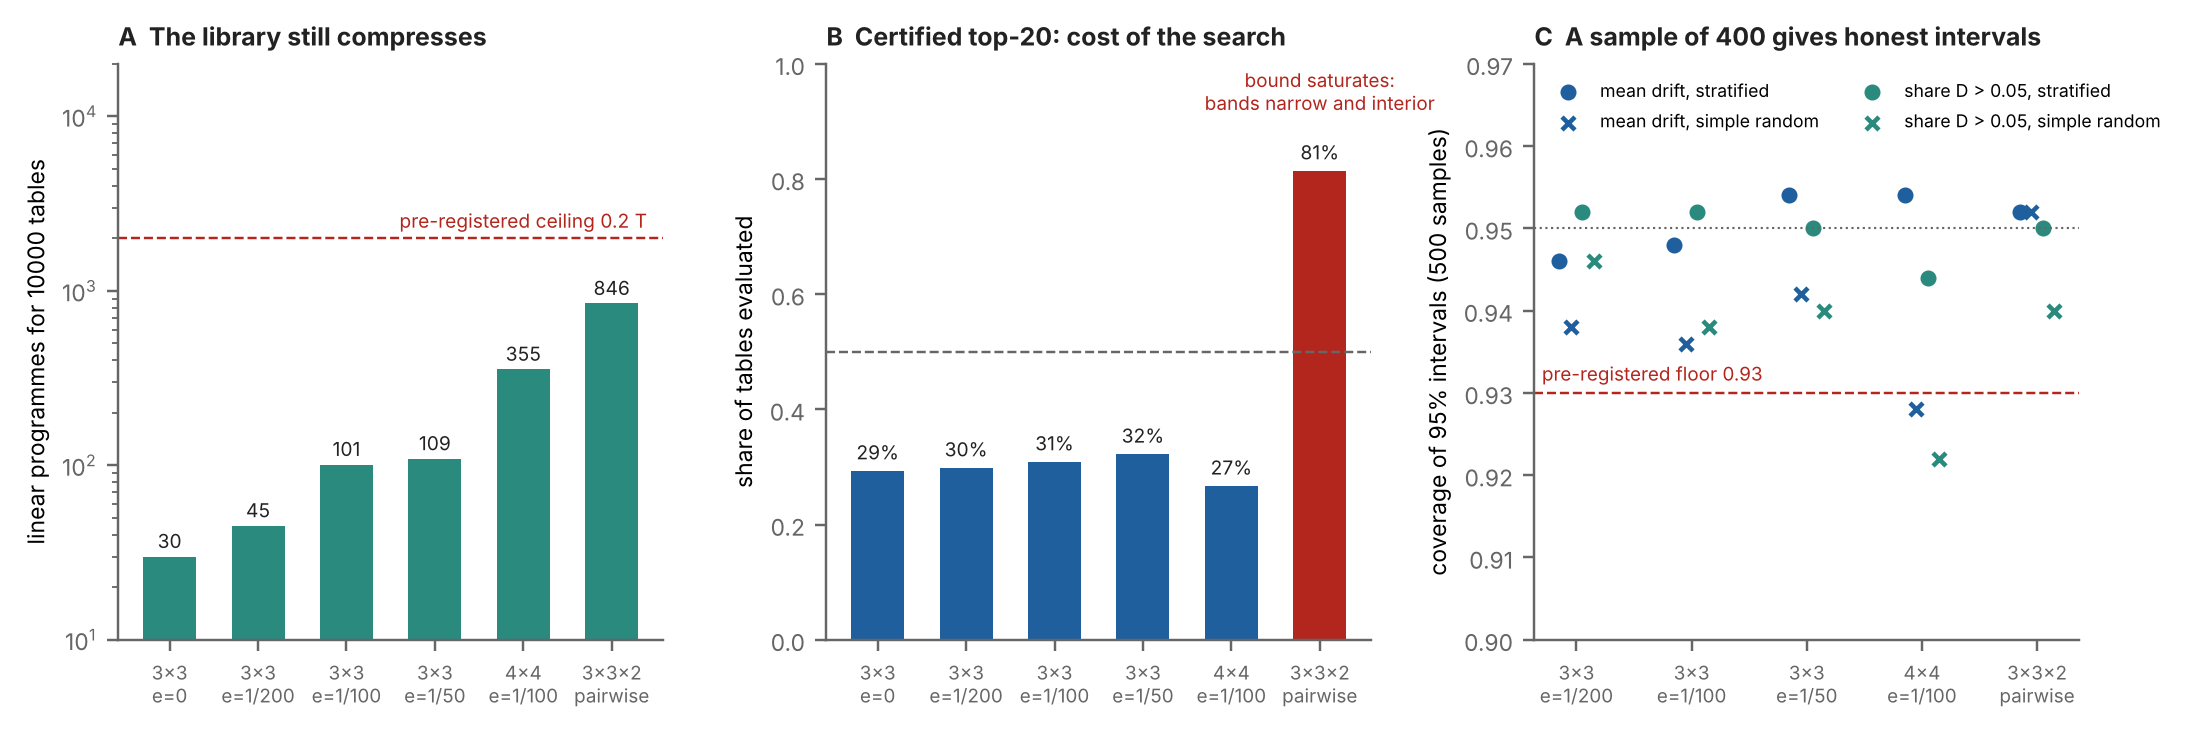 A The library still compresses
linear programmes for 10000 tables
10⁴
10³
10²
10¹
pre-registered ceiling 0.2 T
30
45
101
109
355
846
3×3
e=0
3×3
e=1/200
3×3
e=1/100
3×3
e=1/50
4×4
e=1/100
3×3×2
pairwise
B Certified top-20: cost of the search
share of tables evaluated
1.0
0.8
0.6
0.4
0.2
0.0
bound saturates:
bands narrow and interior
29%
30%
31%
32%
27%
81%
3×3
e=0
3×3
e=1/200
3×3
e=1/100
3×3
e=1/50
4×4
e=1/100
3×3×2
pairwise
C A sample of 400 gives honest intervals
coverage of 95% intervals (500 samples)
0.97
0.96
0.95
0.94
0.93
0.92
0.91
0.90
mean drift, stratified
mean drift, simple random
share D > 0.05, stratified
share D > 0.05, simple random
pre-registered floor 0.93
3×3
e=1/200
3×3
e=1/100
3×3
e=1/50
4×4
e=1/100
3×3×2
pairwise